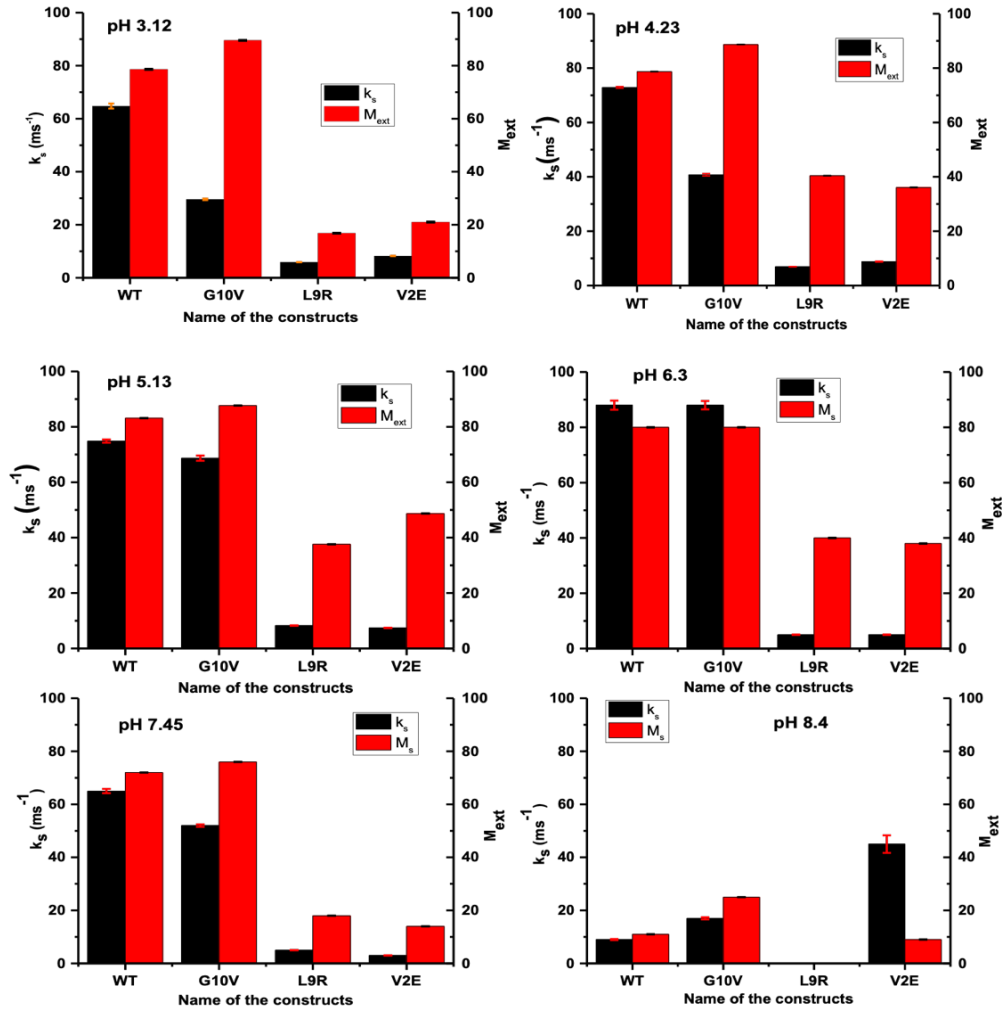 pH 3.12
100
80
60
40
20
0
k_s (ms⁻¹)
k_s
M_ext
100
80
60
40
20
0
M_ext
WT G10V L9R V2E
Name of the constructs
pH 4.23
100
80
60
40
20
0
k_s (ms⁻¹)
k_s
M_ext
100
80
60
40
20
0
M_ext
WT G10V L9R V2E
Name of the constructs
pH 5.13
100
80
60
40
20
0
k_s (ms⁻¹)
k_s
M_ext
100
80
60
40
20
0
M_ext
WT G10V L9R V2E
Name of the constructs
pH 6.3
100
80
60
40
20
0
k_s (ms⁻¹)
k_s
M_s
100
80
60
40
20
0
M_ext
WT G10V L9R V2E
Name of the constructs
pH 7.45
100
80
60
40
20
0
k_s (ms⁻¹)
k_s
M_s
100
80
60
40
20
0
M_ext
WT G10V L9R V2E
Name of the constructs
pH 8.4
100
80
60
40
20
0
k_s (ms⁻¹)
k_s
M_s
100
80
60
40
20
0
M_ext
WT G10V L9R V2E
Name of the constructs